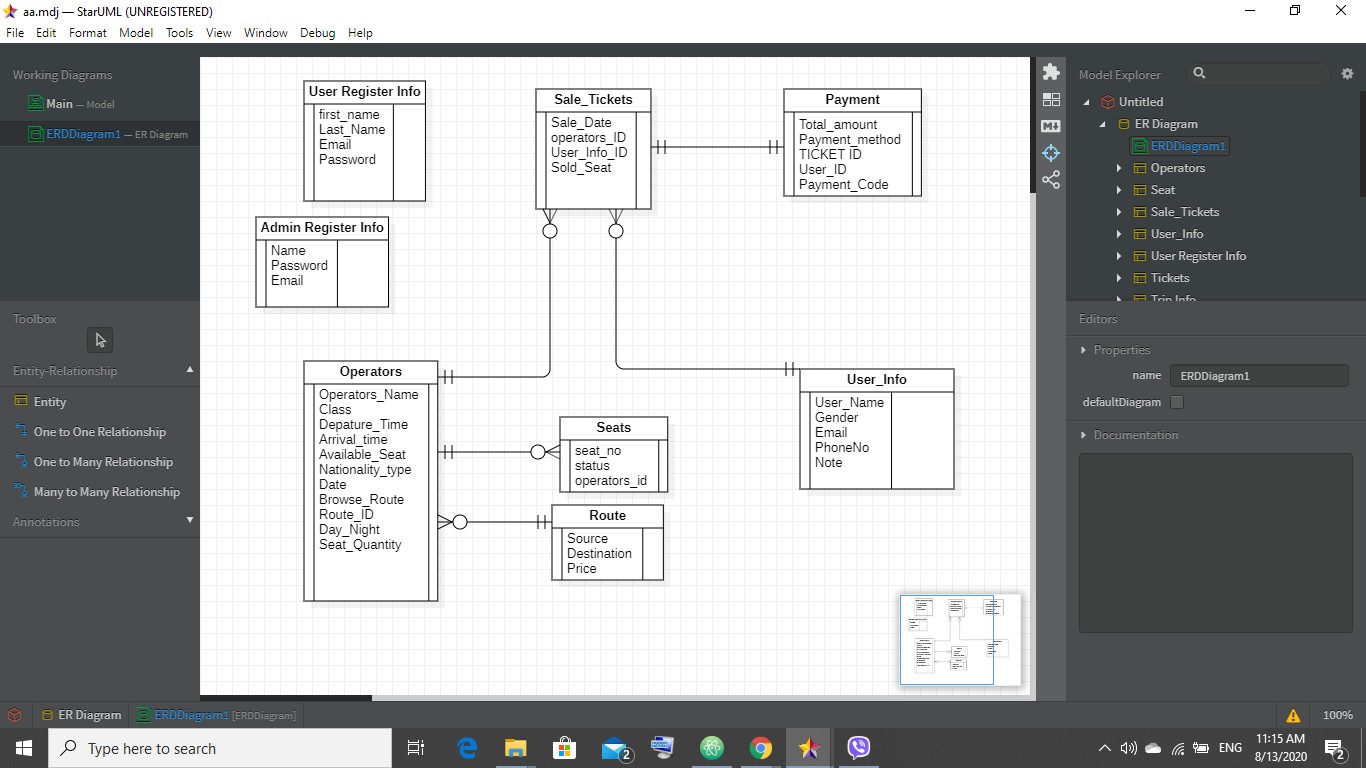 aa.mdj — StarUML (UNREGISTERED)
File Edit Format Model Tools View Window Debug Help
Working Diagrams
Main — Model
ERDDiagram1 — ER Diagram
Toolbox
Entity-Relationship
Entity
One to One Relationship
One to Many Relationship
Many to Many Relationship
Annotations
User Register Info
first_name
Last_Name
Email
Password
Admin Register Info
Name
Password
Email
Sale_Tickets
Sale_Date
operators_ID
User_Info_ID
Sold_Seat
Payment
Total_amount
Payment_method
TICKET ID
User_ID
Payment_Code
Operators
Operators_Name
Class
Depature_Time
Arrival_time
Available_Seat
Nationality_type
Date
Browse_Route
Route_ID
Day_Night
Seat_Quantity
Seats
seat_no
status
operators_id
Route
Source
Destination
Price
User_Info
User_Name
Gender
Email
PhoneNo
Note
Model Explorer
Untitled
ER Diagram
ERDDiagram1
Operators
Seat
Sale_Tickets
User_Info
User Register Info
Tickets
Trip Info
Editors
Properties
name ERDDiagram1
defaultDiagram
Documentation
MD
ER Diagram ERDDiagram1 [ERDDiagram] 100%
Type here to search
2
ENG
11:15 AM
8/13/2020
2